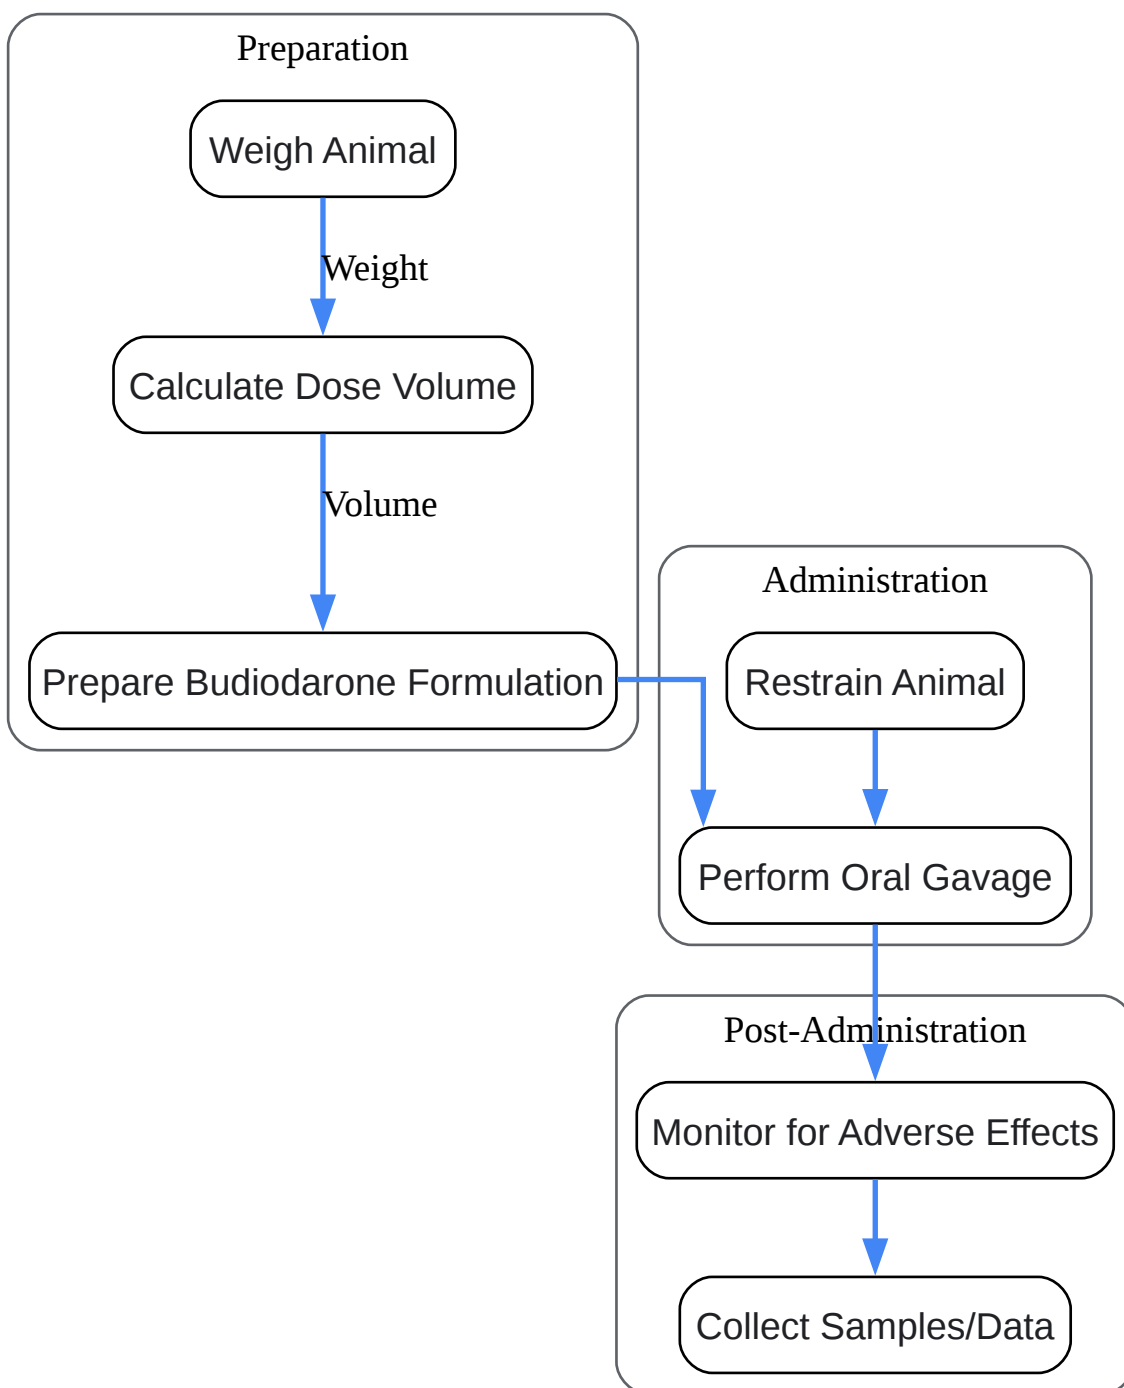 Preparation
Weigh Animal
Weight
Calculate Dose Volume
Volume
Prepare Budiodarone Formulation
Administration
Restrain Animal
Perform Oral Gavage
Post-Administration
Monitor for Adverse Effects
Collect Samples/Data